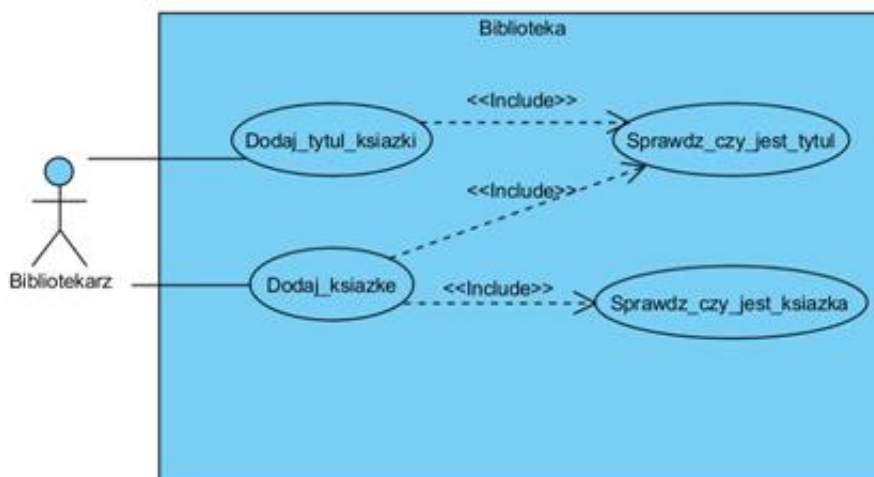 Biblioteka
<<Include>>
Dodaj_tytul_ksiazki
Sprawdz_czy_jest_tytul
<<Include>>
Bibliotekarz
Dodaj_ksiazke
<<Include>>
Sprawdz_czy_jest_ksiazka